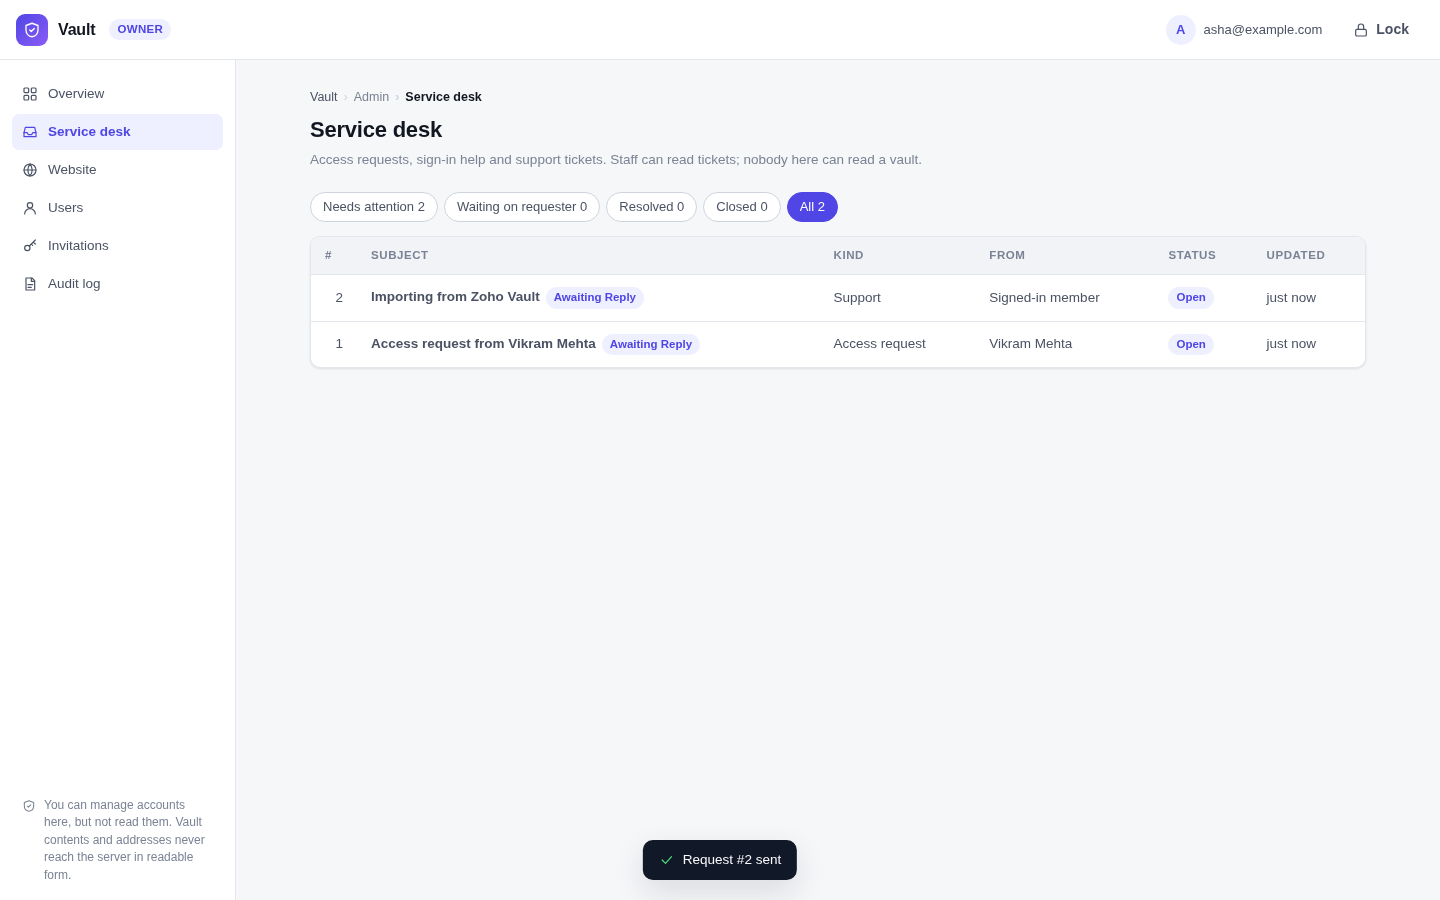 Vault OWNER
A asha@example.com Lock
Overview
Service desk
Website
Users
Invitations
Audit log
You can manage accounts
here, but not read them. Vault
contents and addresses never
reach the server in readable
form.
Vault › Admin › Service desk
Service desk
Access requests, sign-in help and support tickets. Staff can read tickets; nobody here can read a vault.
Needs attention 2 Waiting on requester 0 Resolved 0 Closed 0 All 2
# SUBJECT KIND FROM STATUS UPDATED
2 Importing from Zoho Vault Awaiting Reply Support Signed-in member Open just now
1 Access request from Vikram Mehta Awaiting Reply Access request Vikram Mehta Open just now
Request #2 sent